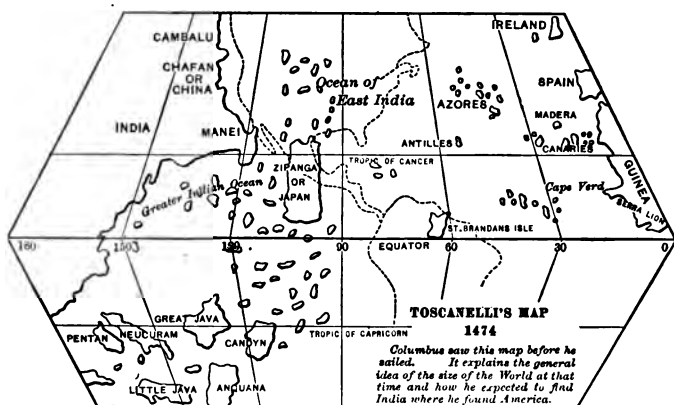 IRELAND
CAMBALU
CHAFAN
OR
CHINA
Ocean of
East India
SPAIN
AZORES
MADERA
INDIA
MANEI
ANTILLES
CANARIES
TROPIC OF CANCER
ZIPANGA
OR
JAPAN
GUINEA
Greater Indian Ocean
Cape Verd
SERRA LION
ST. BRANDANS ISLE
180
150
120
90
EQUATOR
60
30
0
GREAT JAVA
TOSCANELLI'S MAP
1474
PENTAN
NEUCURAM
CANDYN
TROPIC OF CAPRICORN
Columbus saw this map before he
sailed. It explains the general
idea of the size of the World at that
time and how he expected to find
India where he found America.
LITTLE JAVA
ANGUANA